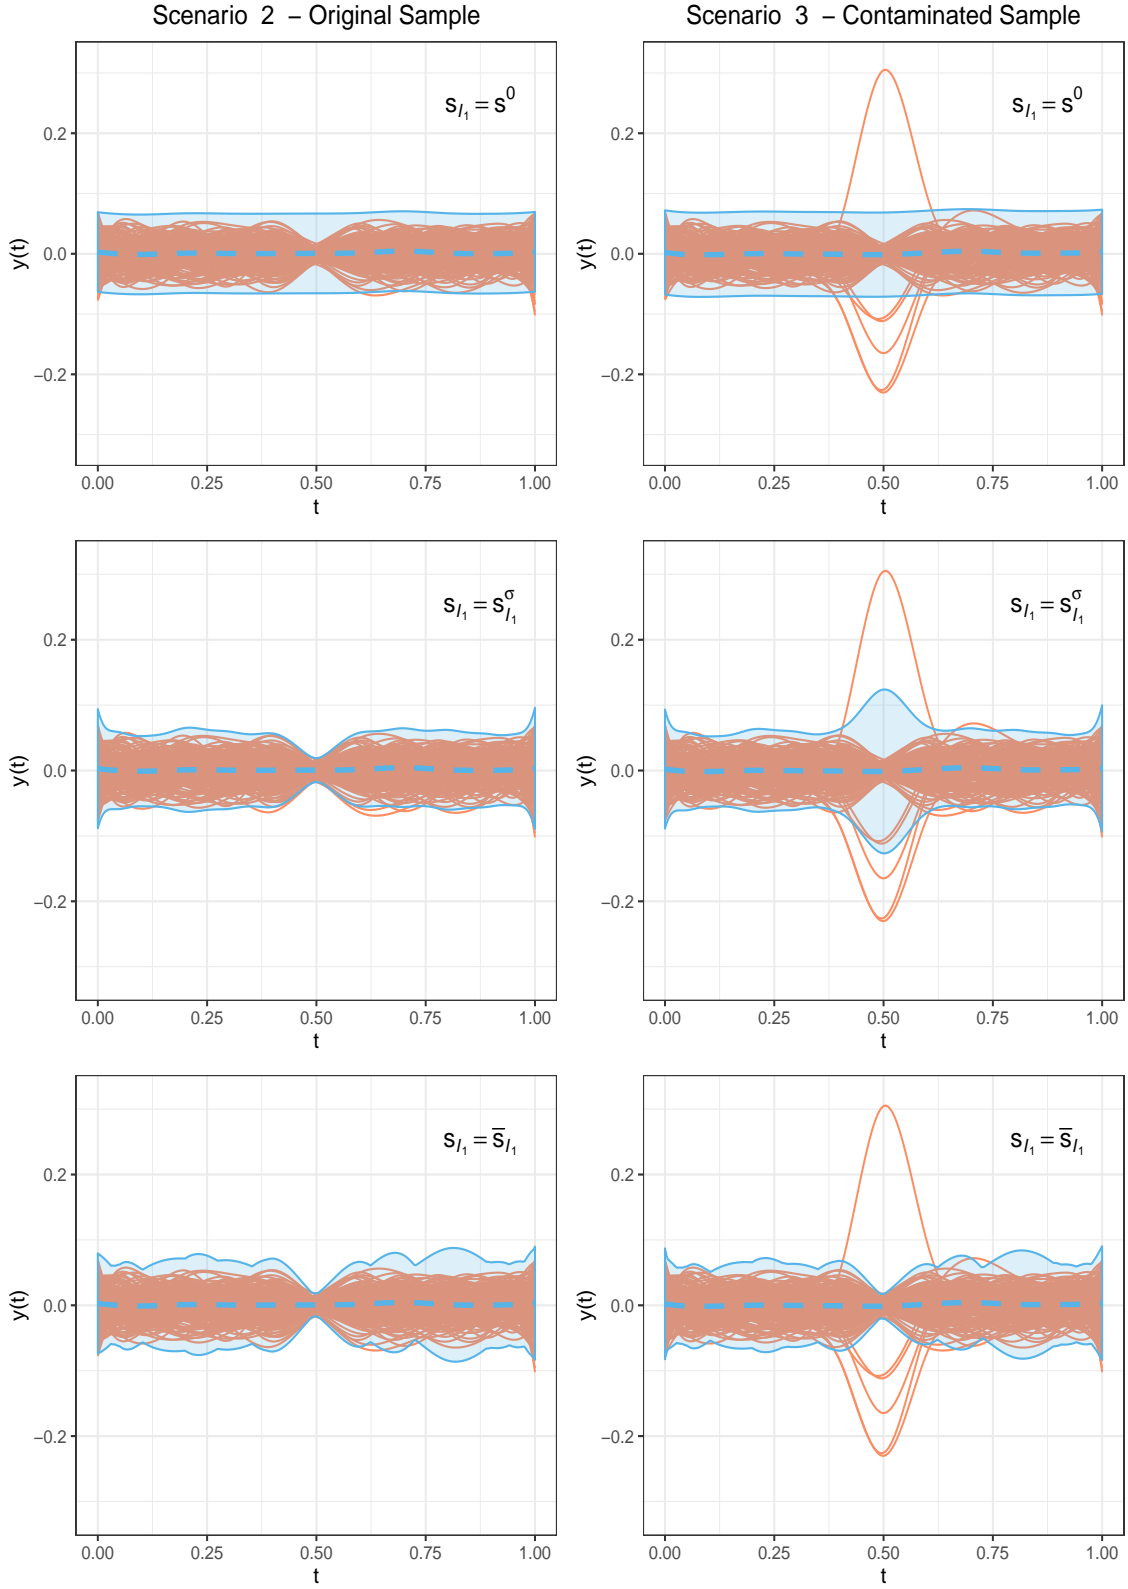 Scenario 2 – Original Sample
Scenario 3 – Contaminated Sample
s_{I_1} = s^0
0.2
0.0
−0.2
y(t)
0.00 0.25 0.50 0.75 1.00
t
s_{I_1} = s^0
0.2
0.0
−0.2
y(t)
0.00 0.25 0.50 0.75 1.00
t
s_{I_1} = s^σ_{I_1}
0.2
0.0
−0.2
y(t)
0.00 0.25 0.50 0.75 1.00
t
s_{I_1} = s^σ_{I_1}
0.2
0.0
−0.2
y(t)
0.00 0.25 0.50 0.75 1.00
t
s_{I_1} = s̄_{I_1}
0.2
0.0
−0.2
y(t)
0.00 0.25 0.50 0.75 1.00
t
s_{I_1} = s̄_{I_1}
0.2
0.0
−0.2
y(t)
0.00 0.25 0.50 0.75 1.00
t